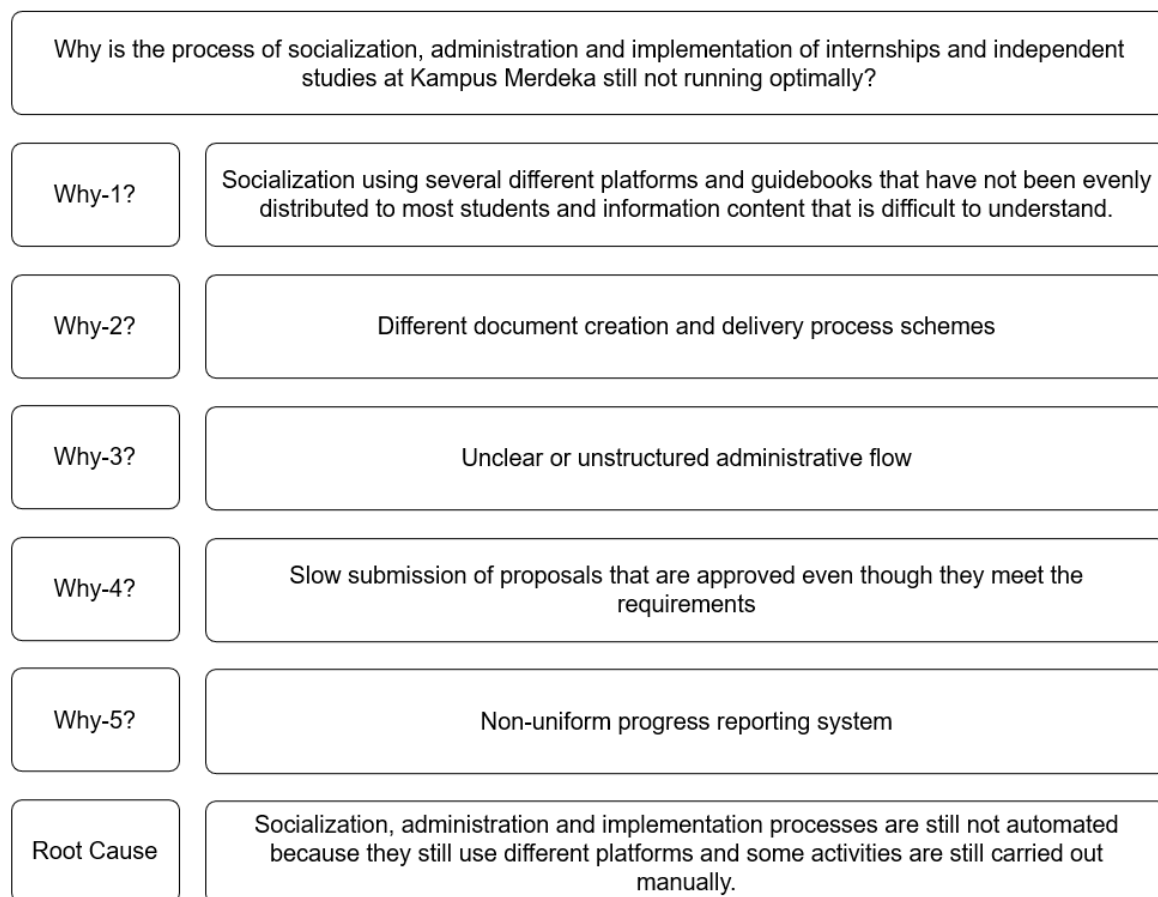 Why is the process of socialization, administration and implementation of internships and independent
studies at Kampus Merdeka still not running optimally?
Why-1?
Socialization using several different platforms and guidebooks that have not been evenly
distributed to most students and information content that is difficult to understand.
Why-2?
Different document creation and delivery process schemes
Why-3?
Unclear or unstructured administrative flow
Why-4?
Slow submission of proposals that are approved even though they meet the
requirements
Why-5?
Non-uniform progress reporting system
Root Cause
Socialization, administration and implementation processes are still not automated
because they still use different platforms and some activities are still carried out
manually.